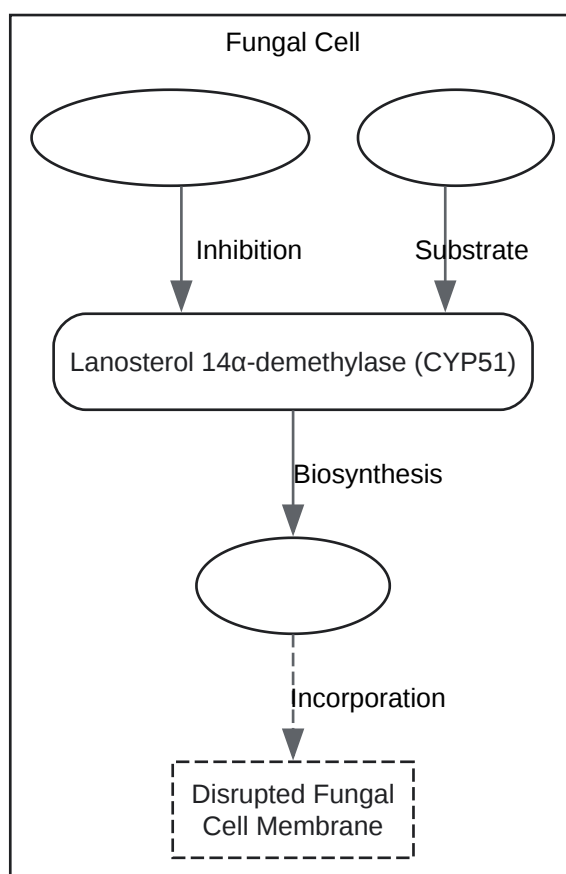 Fungal Cell
Inhibition
Substrate
Lanosterol 14α-demethylase (CYP51)
Biosynthesis
Incorporation
Disrupted Fungal
Cell Membrane